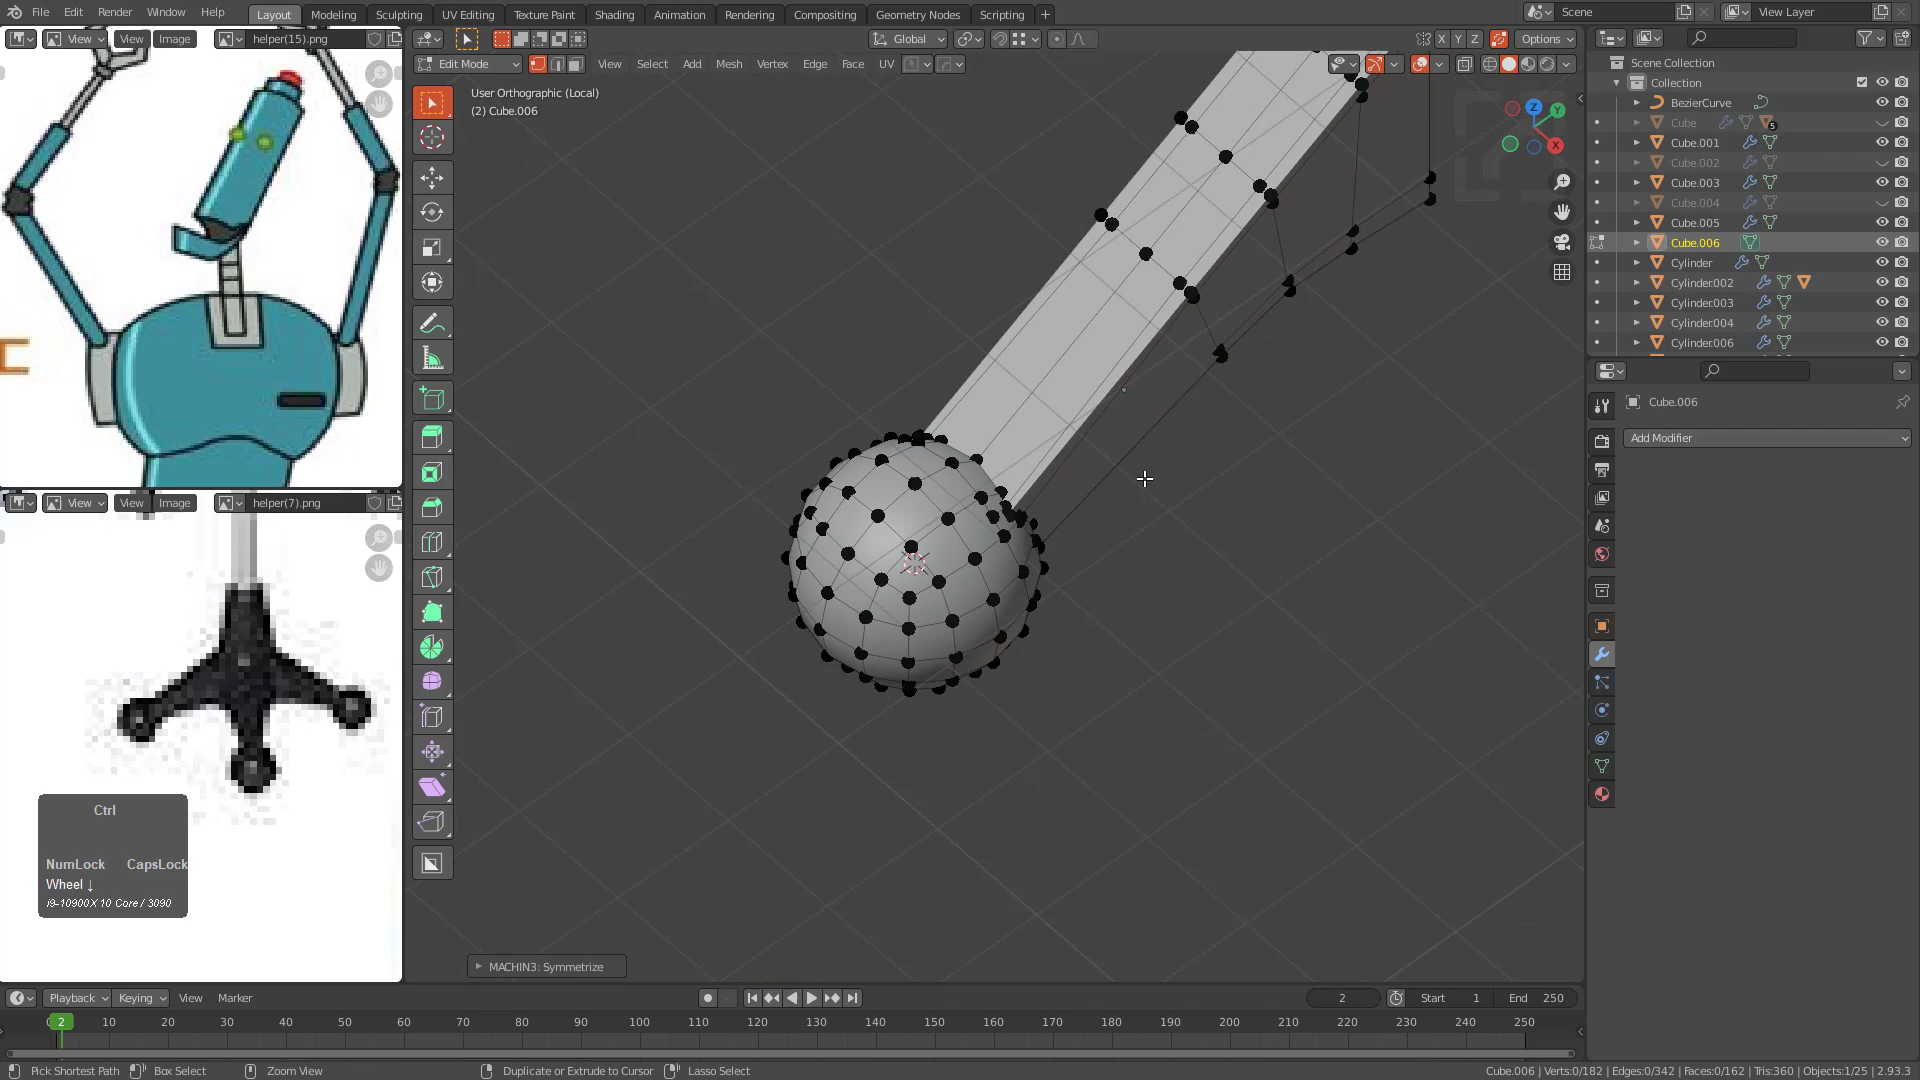 File Edit Render Window Help Layout Modeling Sculpting UV Editing Texture Paint Shading Animation Rendering Compositing Geometry Nodes Scripting + Scene View Layer
View View Image helper(15).png Global X Y Z Options
Edit Mode View Select Add Mesh Vertex Edge Face UV
User Orthographic (Local)
(2) Cube.006
Z Y X
Scene Collection
Collection
BezierCurve
Cube 5
Cube.001
Cube.002
Cube.003
Cube.004
Cube.005
Cube.006
Cylinder
Cylinder.002
Cylinder.003
Cylinder.004
Cylinder.006
Cube.006
Add Modifier
View View Image helper(7).png
Ctrl
NumLock CapsLock
Wheel ↓
i9-10900X 10 Core / 3090
MACHIN3: Symmetrize
Playback Keying View Marker 2 Start 1 End 250
2 10 20 30 40 50 60 70 80 90 100 110 120 130 140 150 160 170 180 190 200 210 220 230 240 250
Pick Shortest Path Box Select Zoom View Duplicate or Extrude to Cursor Lasso Select Cube.006 | Verts:0/182 | Edges:0/342 | Faces:0/162 | Tris:360 | Objects:1/25 | 2.93.3